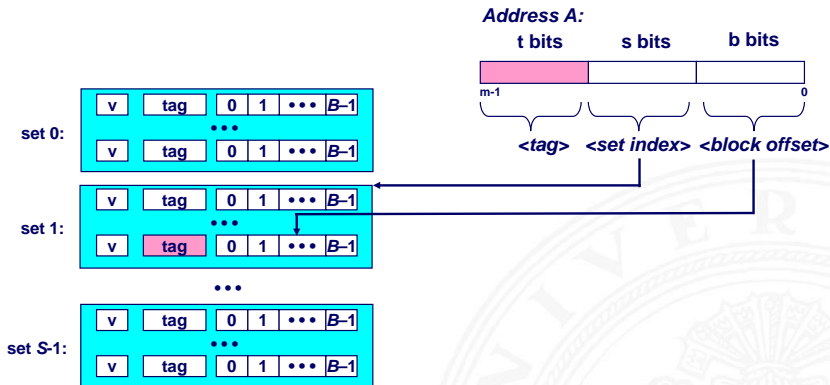 Address A:
t bits s bits b bits
m-1 0
<tag> <set index> <block offset>
v tag 0 1 ••• B–1
set 0: •••
v tag 0 1 ••• B–1
v tag 0 1 ••• B–1
set 1: •••
v tag 0 1 ••• B–1
•••
v tag 0 1 ••• B–1
set S-1: •••
v tag 0 1 ••• B–1
I V E R